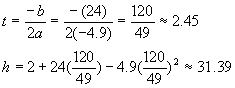 t = −b/2a = −(24)/2(−4.9) = 120/49 ≈ 2.45
h = 2 + 24(120/49) − 4.9(120/49)² ≈ 31.39